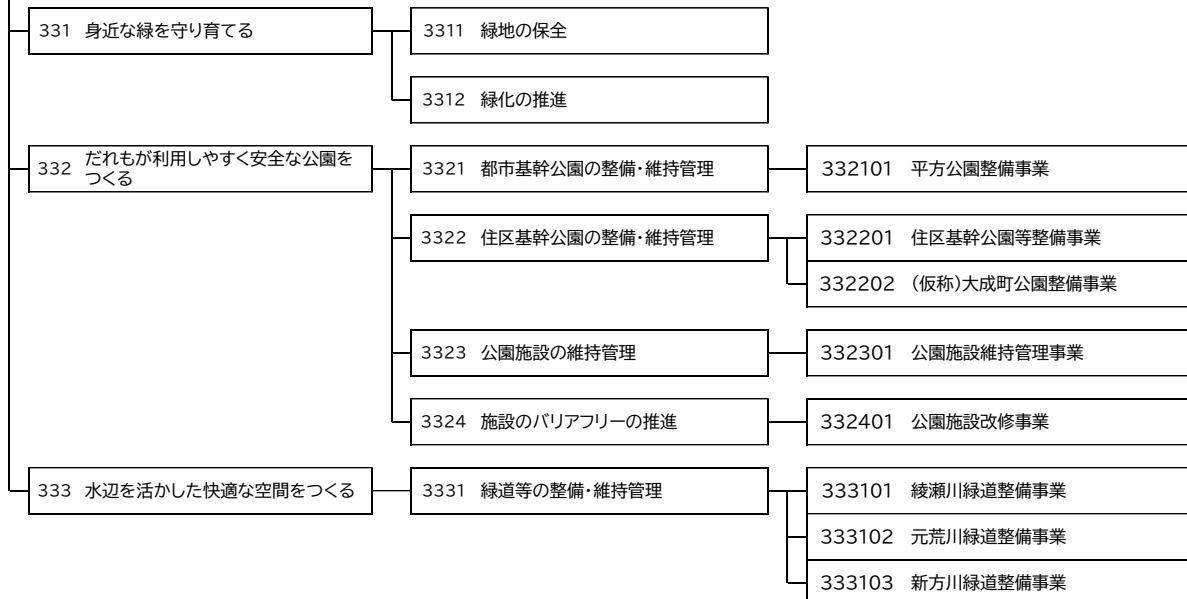 331 身近な緑を守り育てる
3311 緑地の保全
3312 緑化の推進
332 だれもが利用しやすく安全な公園を
つくる
3321 都市基幹公園の整備・維持管理
332101 平方公園整備事業
3322 住区基幹公園の整備・維持管理
332201 住区基幹公園等整備事業
332202 (仮称)大成町公園整備事業
3323 公園施設の維持管理
332301 公園施設維持管理事業
3324 施設のバリアフリーの推進
332401 公園施設改修事業
333 水辺を活かした快適な空間をつくる
3331 緑道等の整備・維持管理
333101 綾瀬川緑道整備事業
333102 元荒川緑道整備事業
333103 新方川緑道整備事業